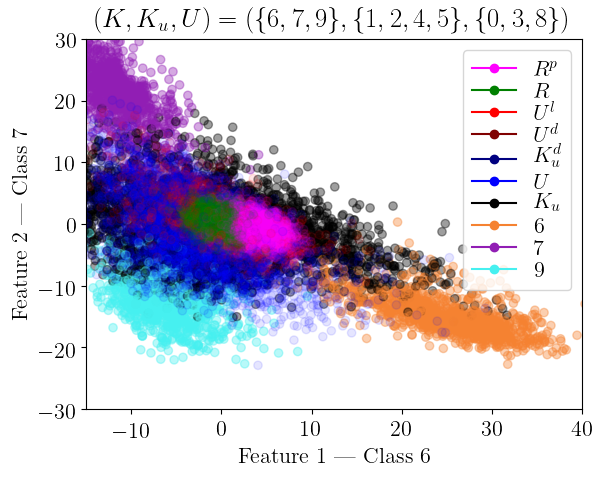 (K, K_u, U) = ({6, 7, 9}, {1, 2, 4, 5}, {0, 3, 8})
30
20
10
0
−10
−20
−30
Feature 2 — Class 7
R^p
R
U^l
U^d
K_u^d
U
K_u
6
7
9
−10
0
10
20
30
40
Feature 1 — Class 6